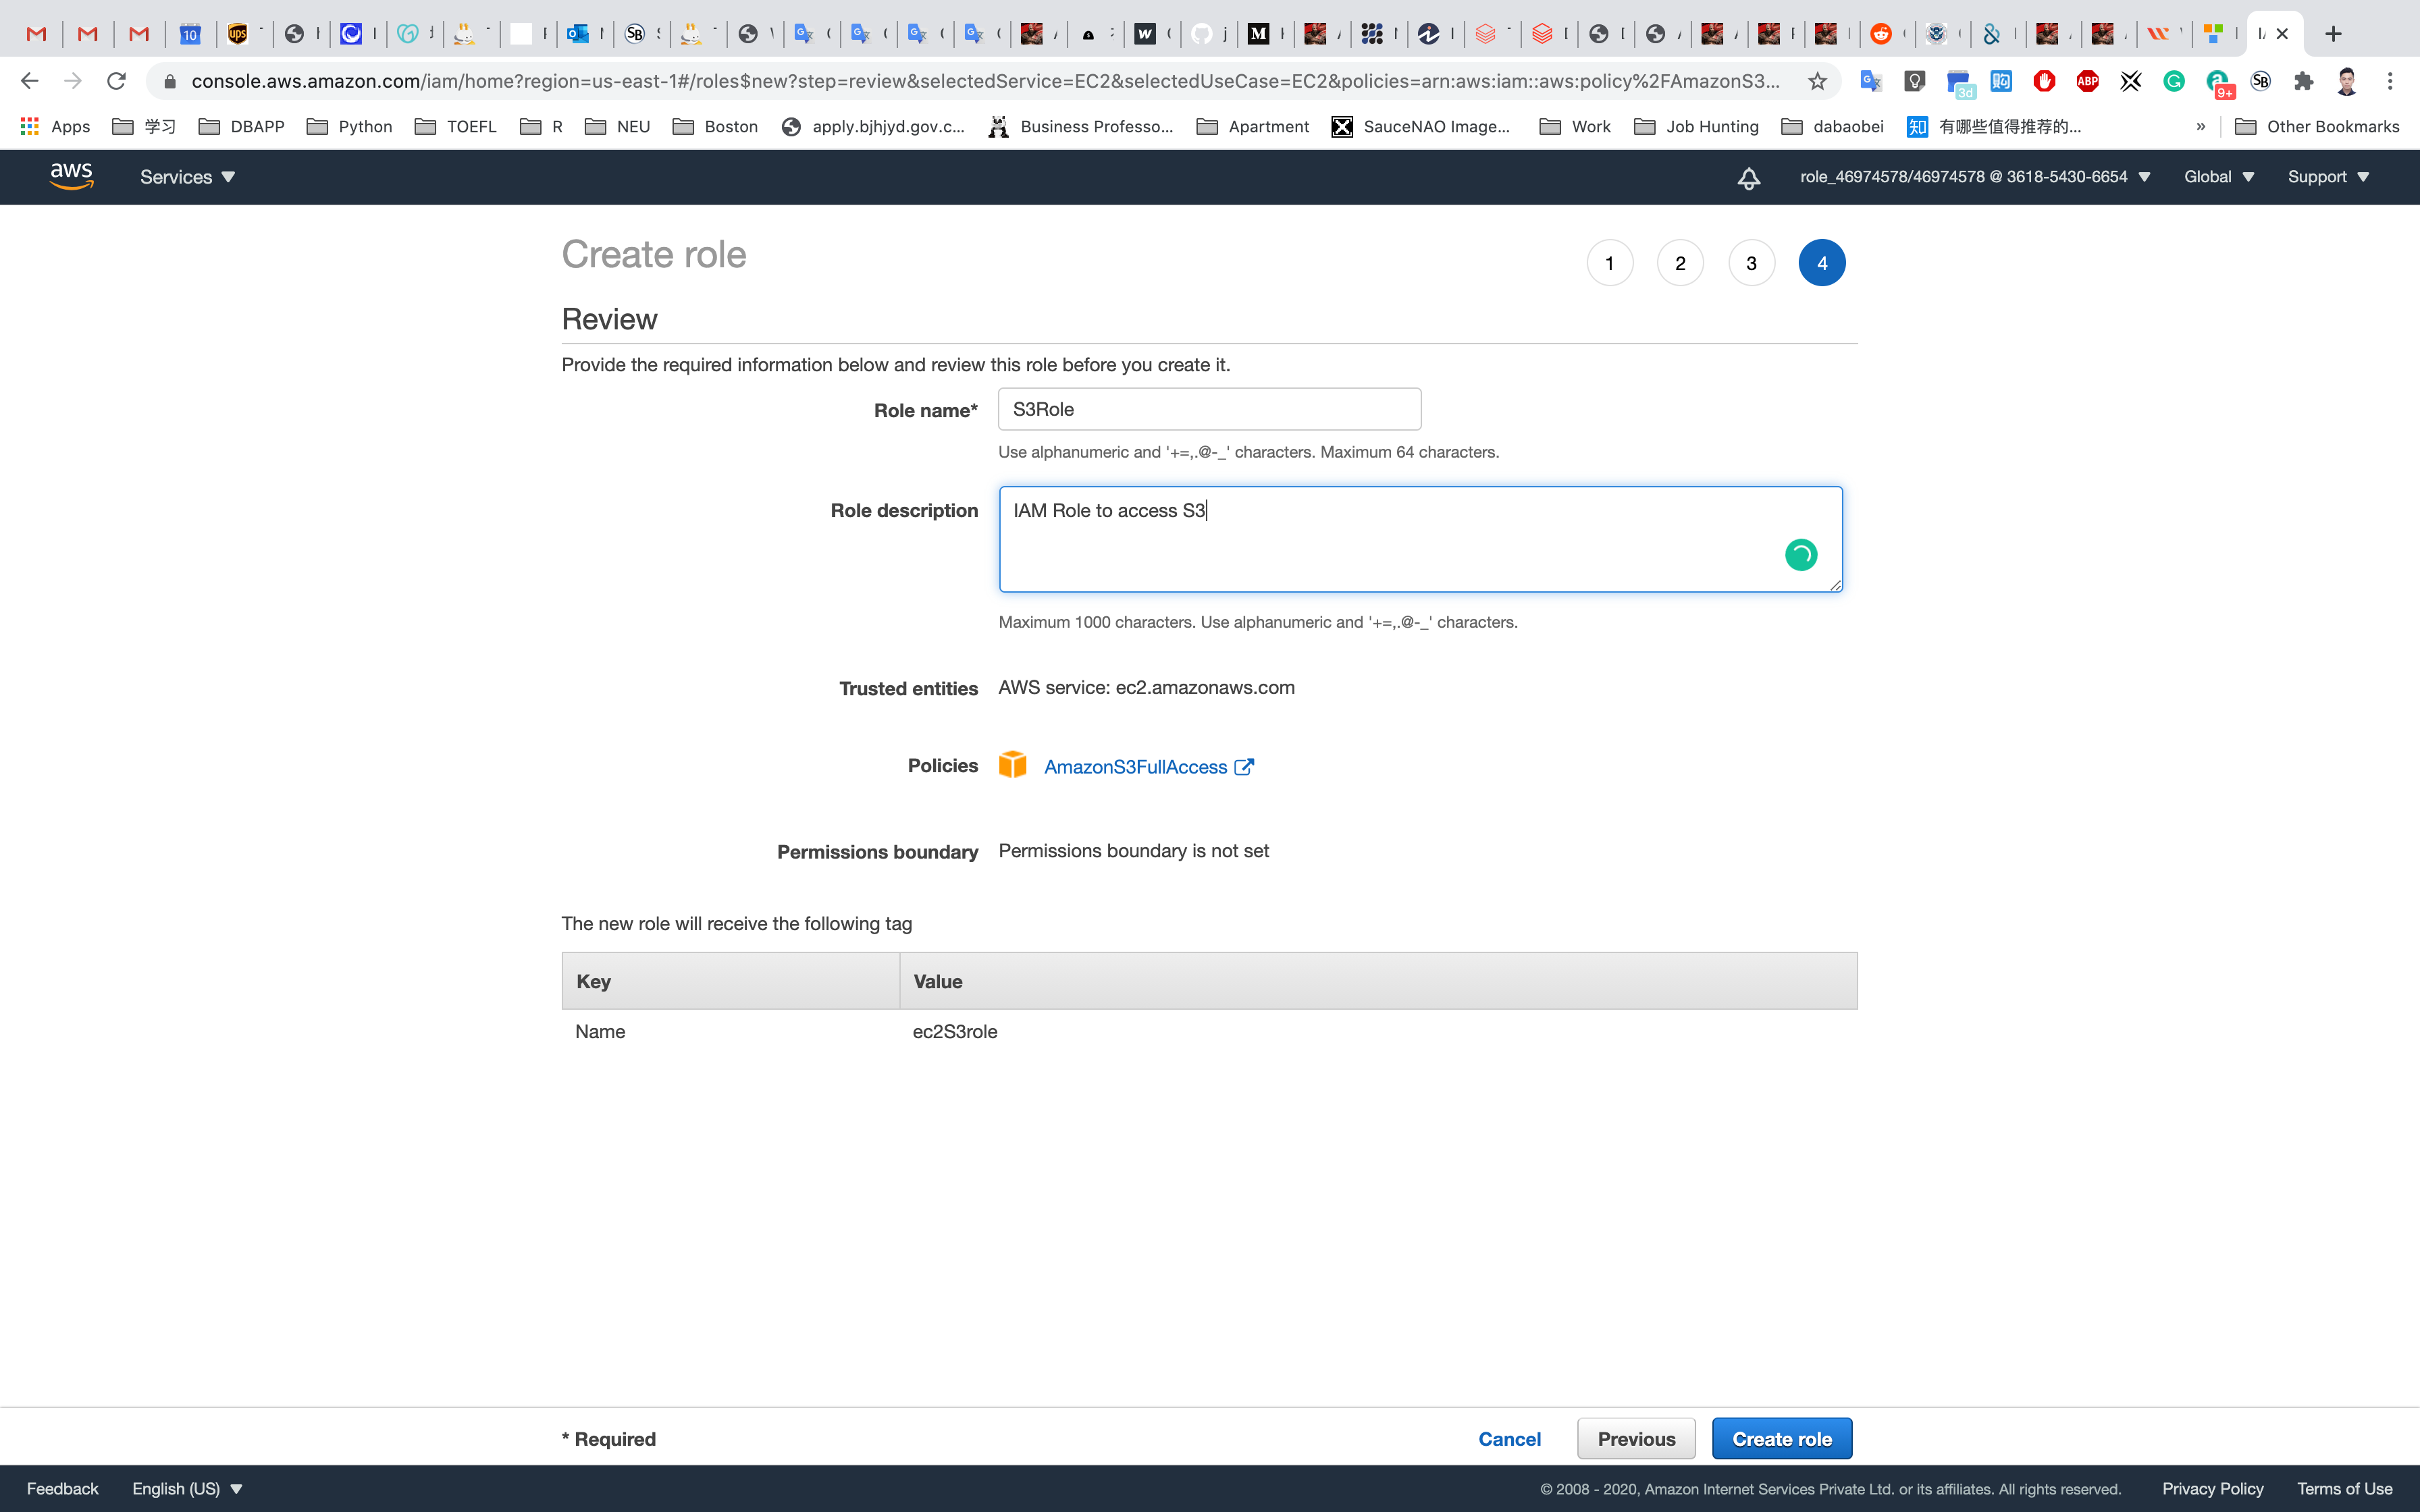 console.aws.amazon.com/iam/home?region=us-east-1#/roles$new?step=review&selectedService=EC2&selectedUseCase=EC2&policies=arn:aws:iam::aws:policy%2FAmazonS3...
Apps 学习 DBAPP Python TOEFL R NEU Boston apply.bjhjyd.gov.c... Business Professo... Apartment SauceNAO Image... Work Job Hunting dabaobei 有哪些值得推荐的... » Other Bookmarks
aws Services role_46974578/46974578 @ 3618-5430-6654 Global Support
Create role
1 2 3 4
Review
Provide the required information below and review this role before you create it.
Role name* S3Role
Use alphanumeric and '+=,.@-_' characters. Maximum 64 characters.
Role description IAM Role to access S3
Maximum 1000 characters. Use alphanumeric and '+=,.@-_' characters.
Trusted entities AWS service: ec2.amazonaws.com
Policies AmazonS3FullAccess
Permissions boundary Permissions boundary is not set
The new role will receive the following tag
Key Value
Name ec2S3role
* Required Cancel Previous Create role
Feedback English (US) © 2008 - 2020, Amazon Internet Services Private Ltd. or its affiliates. All rights reserved. Privacy Policy Terms of Use